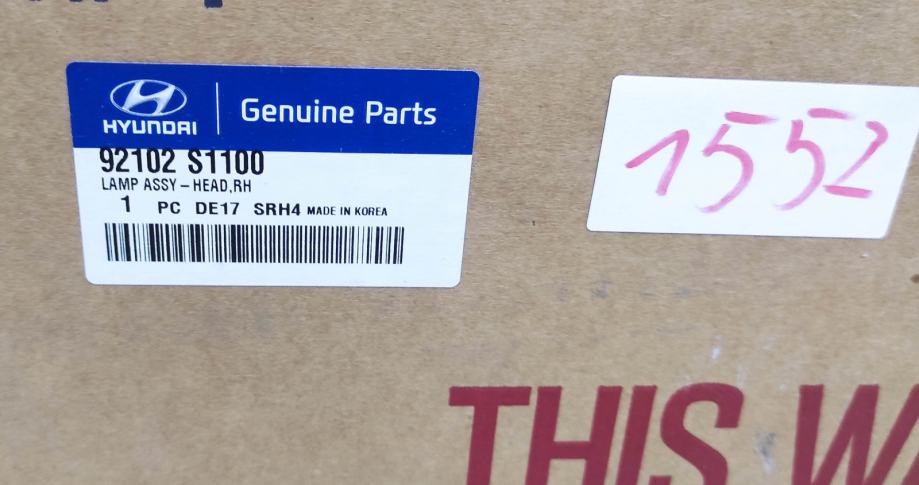 HYUNDAI
Genuine Parts
92102 S1100
LAMP ASSY-HEAD,RH
1 PC DE17 SRH4 MADE IN KOREA
1552
THIS